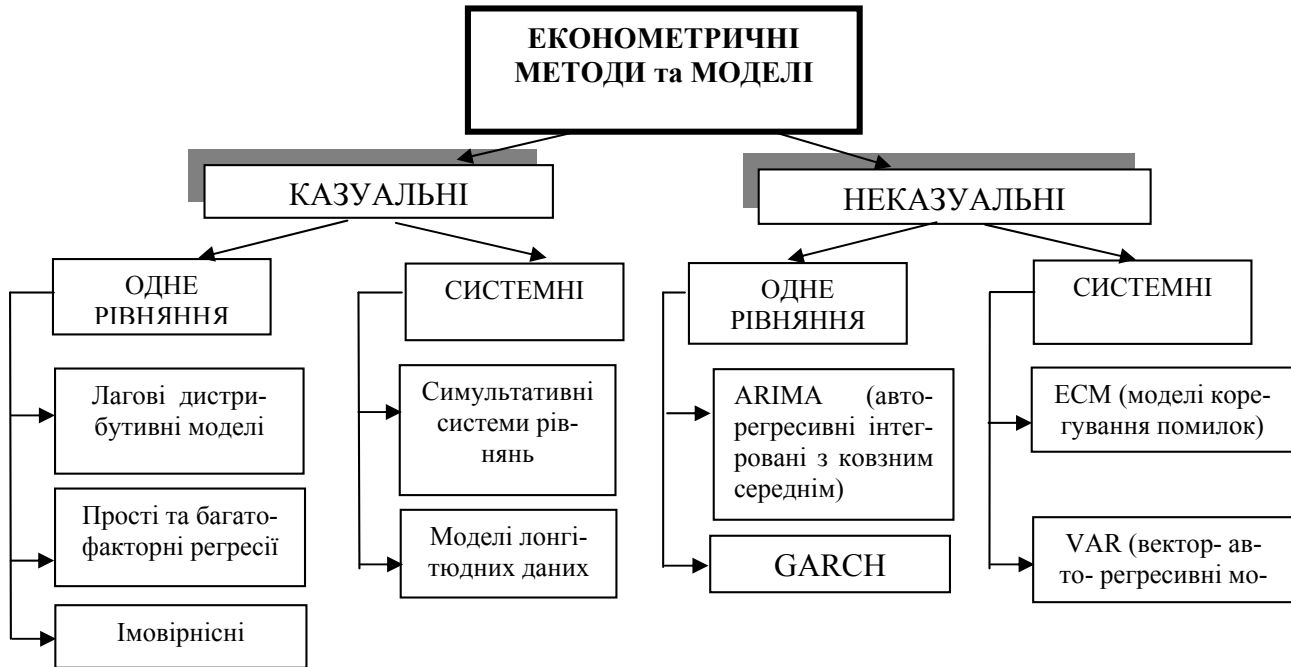 ЕКОНОМЕТРИЧНІ
МЕТОДИ та МОДЕЛІ
КАЗУАЛЬНІ
НЕКАЗУАЛЬНІ
ОДНЕ
РІВНЯННЯ
СИСТЕМНІ
ОДНЕ
РІВНЯННЯ
СИСТЕМНІ
Лагові дистри-
бутивні моделі
Прості та багато-
факторні регресії
Імовірнісні
Симультативні
системи рів-
нянь
Моделі лонгі-
тюдних даних
ARIMA (авто-
регресивні інтег-
ровані з ковзним
середнім)
GARCH
ECM (моделі коре-
гування помилок)
VAR (вектор- ав-
то- регресивні мо-